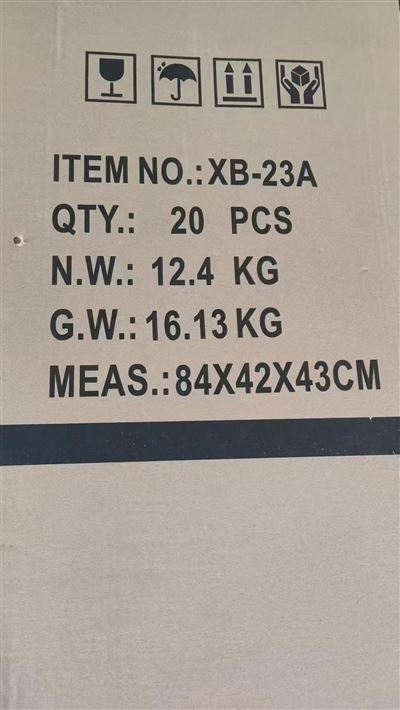 ITEM NO.: XB-23A
QTY.: 20 PCS
N.W.: 12.4 KG
G.W.: 16.13 KG
MEAS.: 84X42X43CM